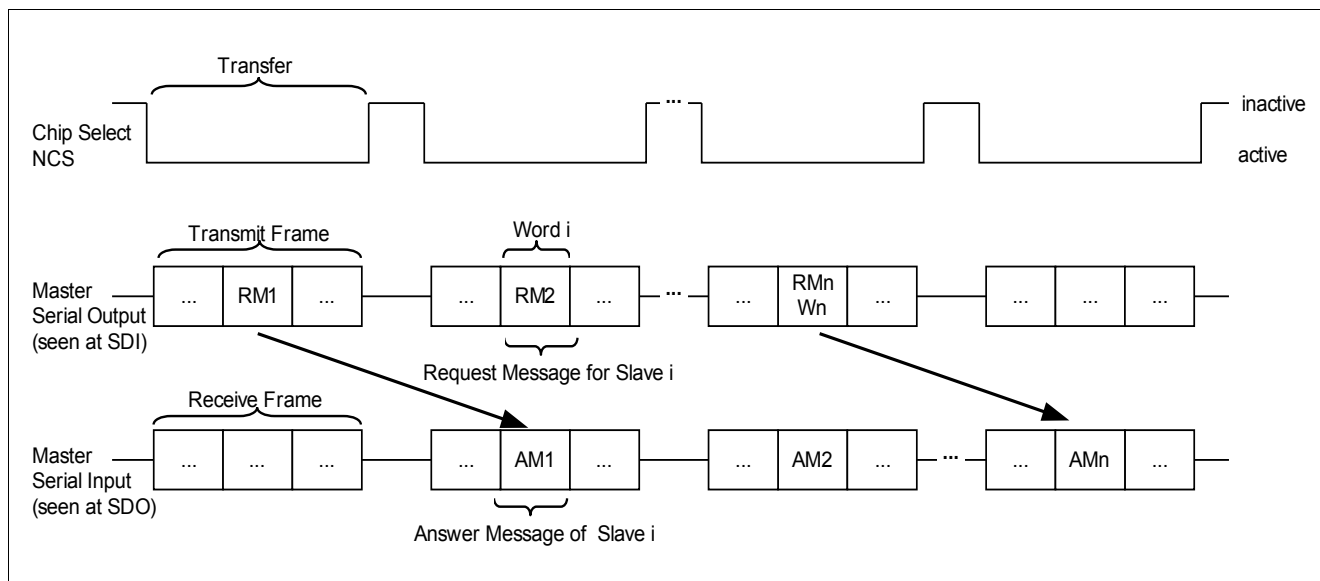 Transfer
...
inactive
Chip Select
NCS
active
Transmit Frame
Word i
... RM1 ... ... RM2 ... ... ... RMn Wn ... ... ... ...
Master
Serial Output
(seen at SDI)
Request Message for Slave i
Receive Frame
... ... ... ... AM1 ... ... AM2 ... ... ... AMn ...
Master
Serial Input
(seen at SDO)
Answer Message of Slave i